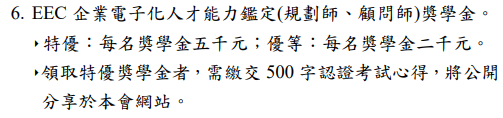 6. EEC 企業電子化人才能力鑑定(規劃師、顧問師)獎學金。
‣特優：每名獎學金五千元；優等：每名獎學金二千元。
‣領取特優獎學金者，需繳交 500 字認證考試心得，將公開
分享於本會網站。